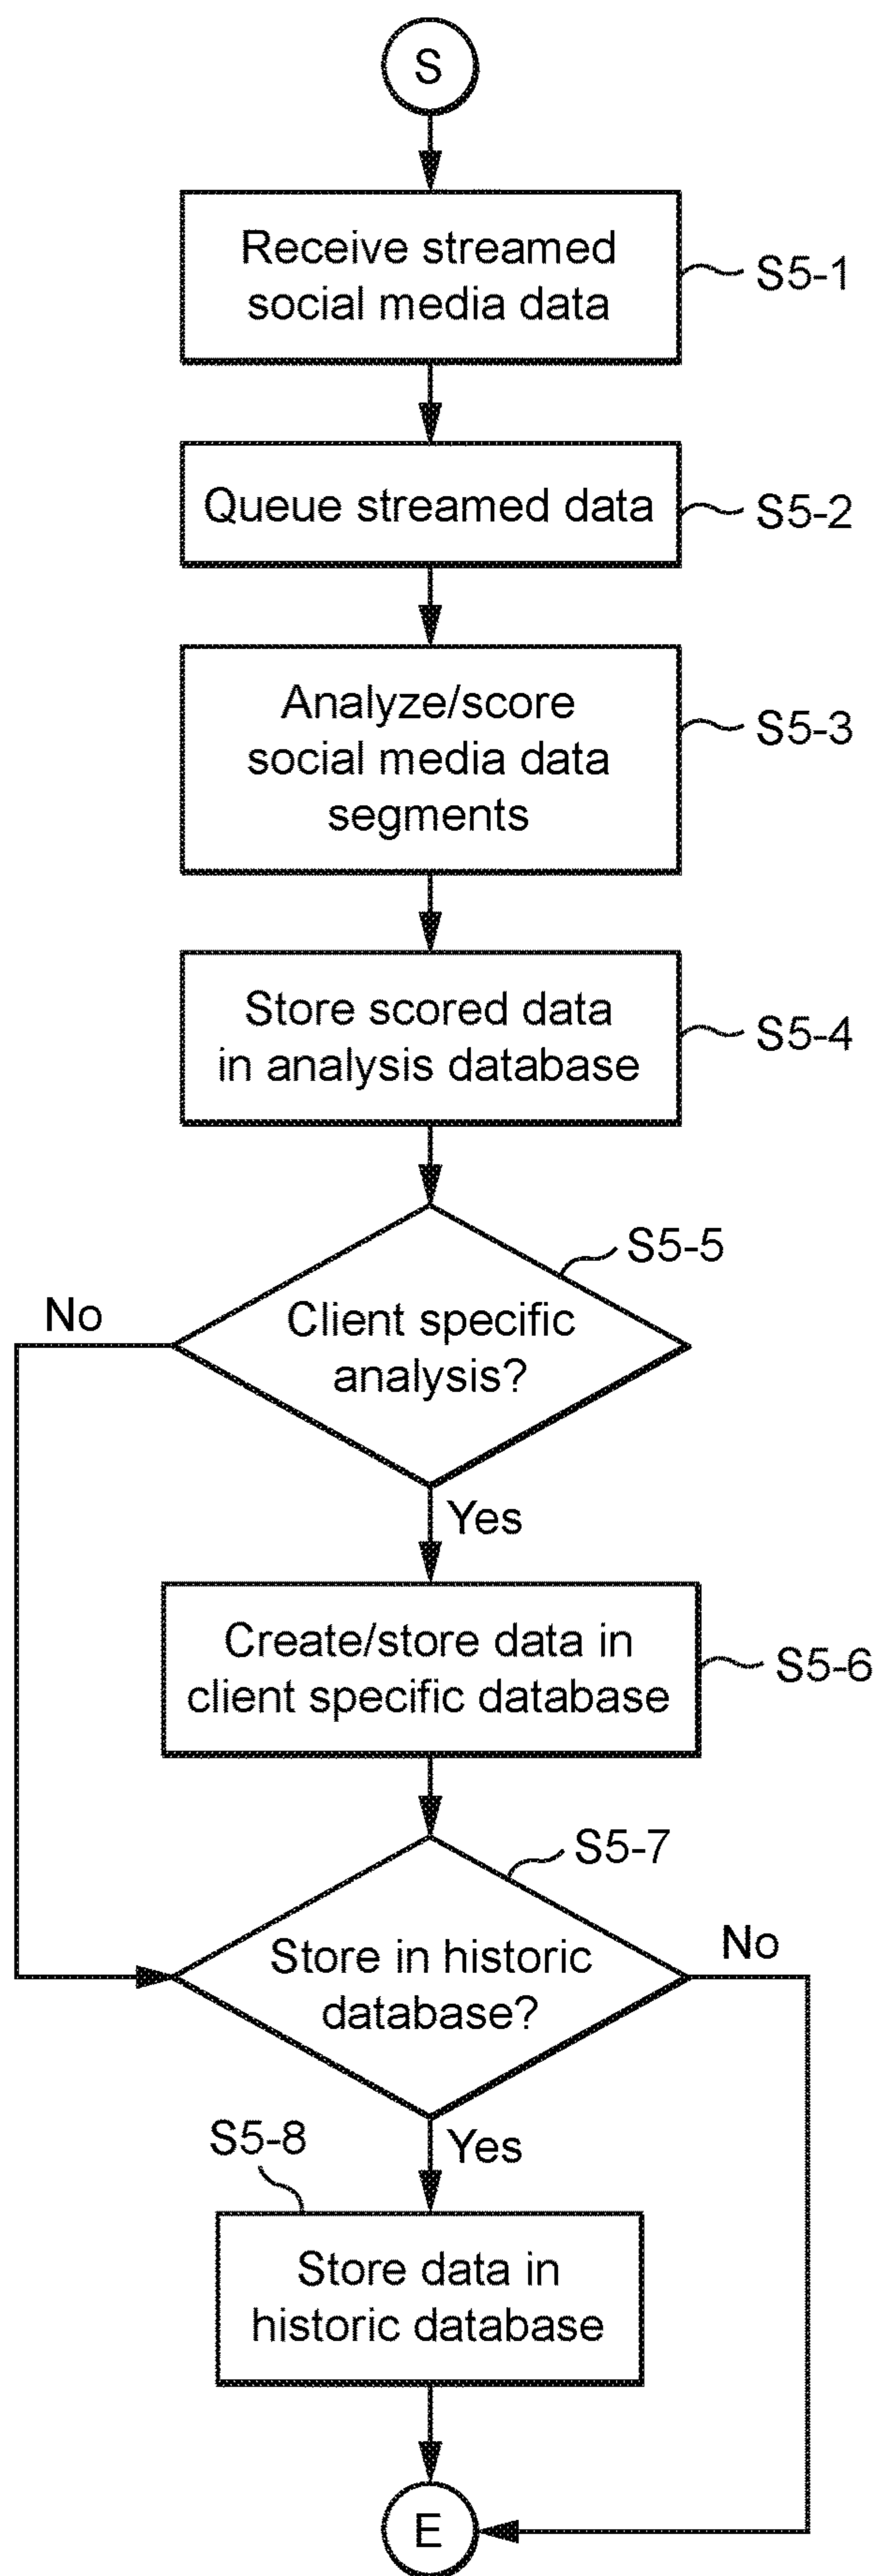 S
Receive streamed
social media data
S5-1
Queue streamed data
S5-2
Analyze/score
social media data
segments
S5-3
Store scored data
in analysis database
S5-4
S5-5
Client specific
analysis?
No
Yes
Create/store data in
client specific database
S5-6
S5-7
Store in historic
database?
No
Yes
S5-8
Store data in
historic database
E